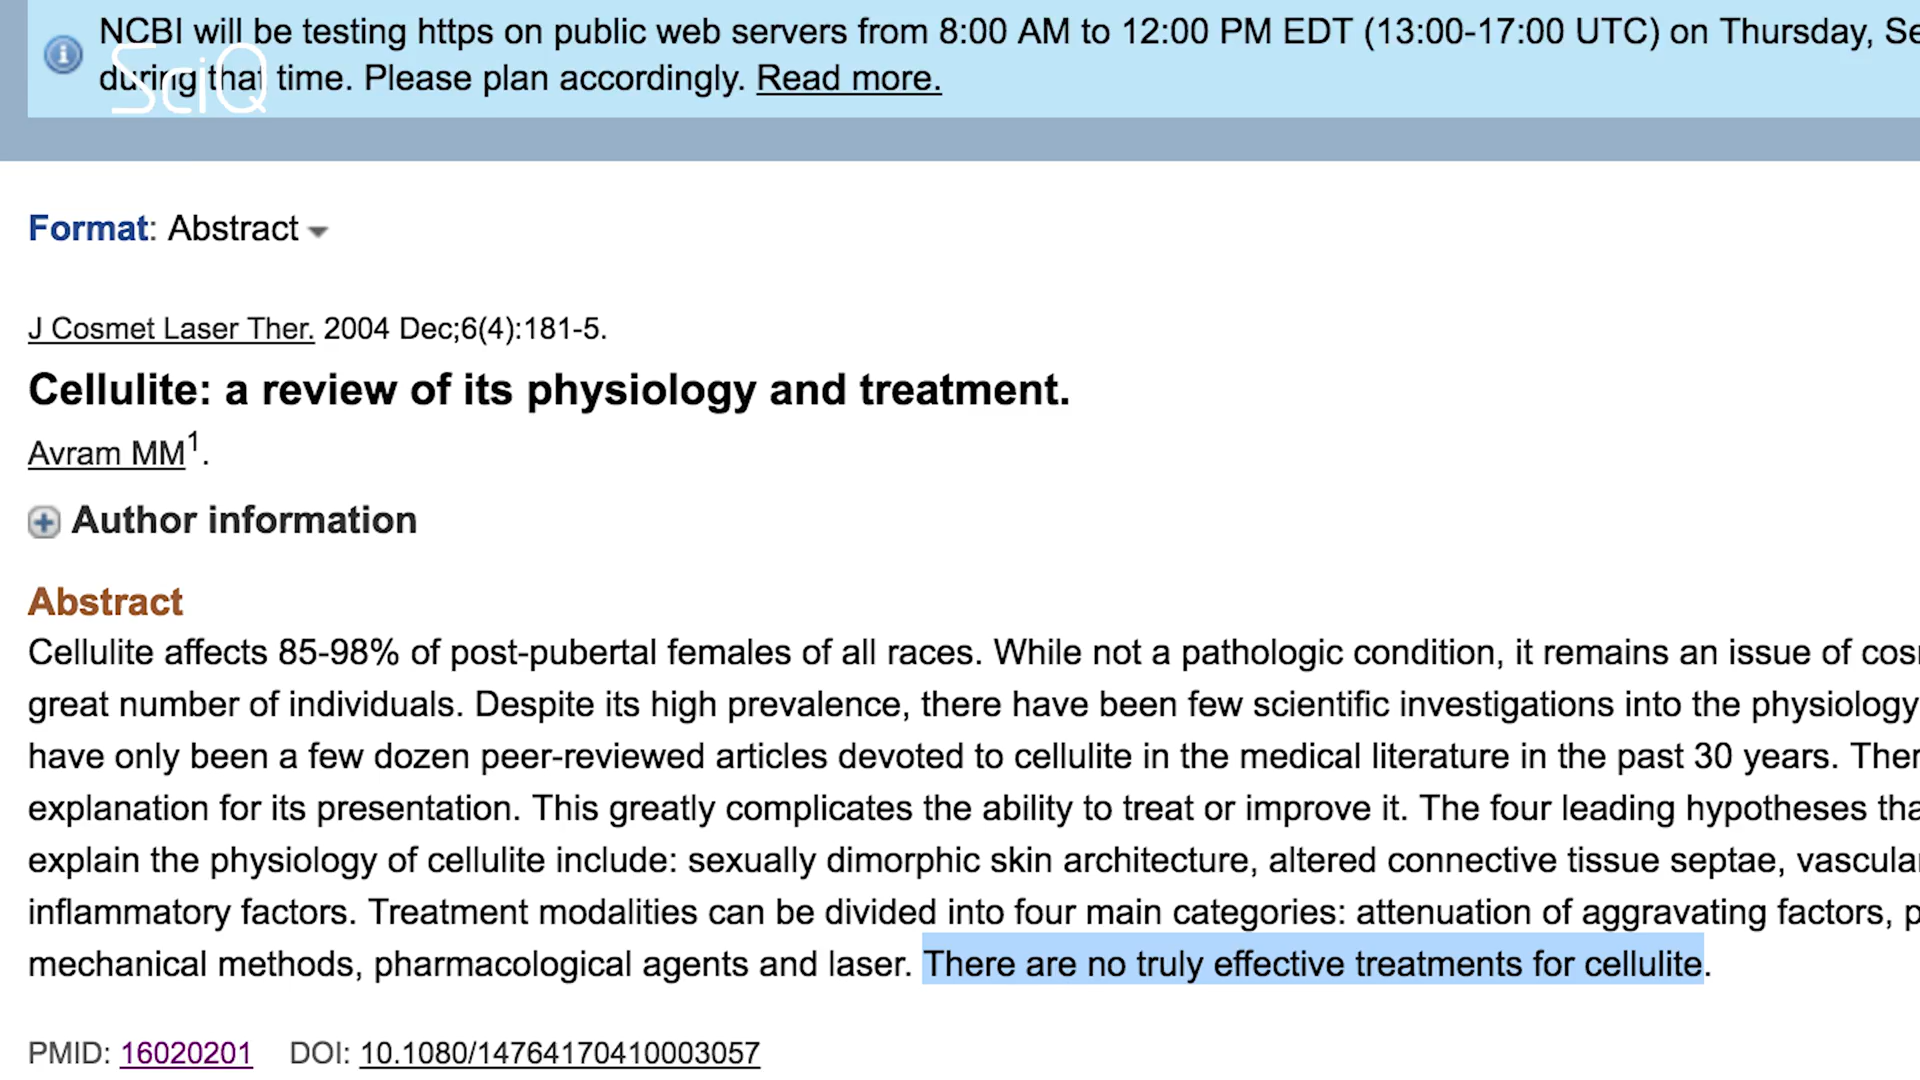 NCBI will be testing https on public web servers from 8:00 AM to 12:00 PM EDT (13:00-17:00 UTC) on Thursday,
during that time. Please plan accordingly. Read more.
SciQ
Format: Abstract
J Cosmet Laser Ther. 2004 Dec;6(4):181-5.
Cellulite: a review of its physiology and treatment.
Avram MM1.
Author information
Abstract
Cellulite affects 85-98% of post-pubertal females of all races. While not a pathologic condition, it remains an issue of
great number of individuals. Despite its high prevalence, there have been few scientific investigations into the physiology
have only been a few dozen peer-reviewed articles devoted to cellulite in the medical literature in the past 30 years.
explanation for its presentation. This greatly complicates the ability to treat or improve it. The four leading hypotheses
explain the physiology of cellulite include: sexually dimorphic skin architecture, altered connective tissue septae,
inflammatory factors. Treatment modalities can be divided into four main categories: attenuation of aggravating factors,
mechanical methods, pharmacological agents and laser. There are no truly effective treatments for cellulite.
PMID: 16020201 DOI: 10.1080/14764170410003057